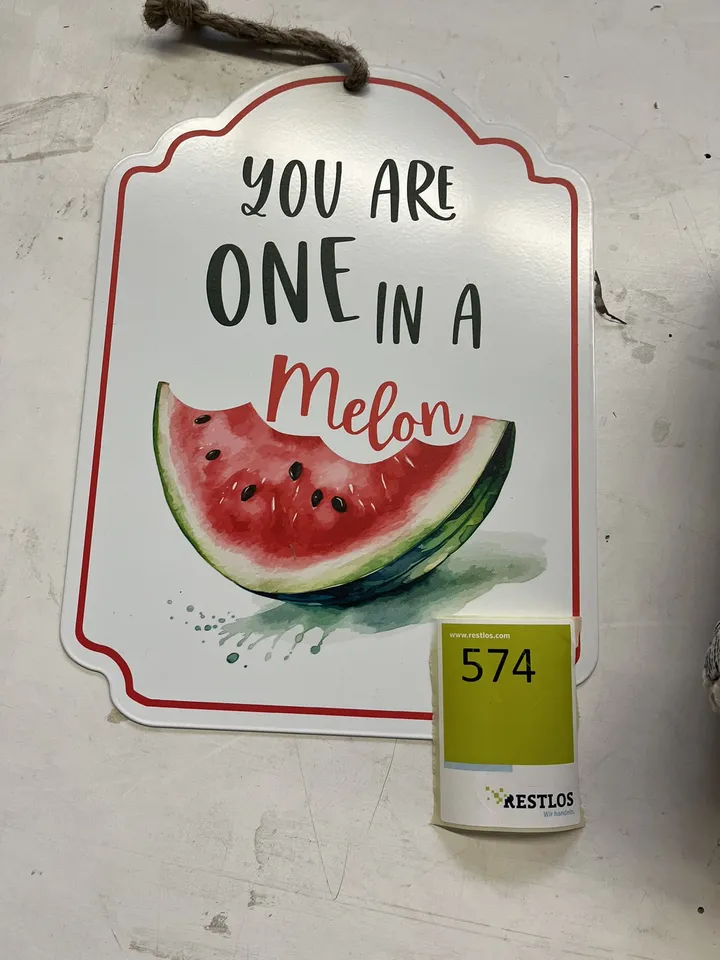 YOU ARE
ONE IN A
Melon
www.restlos.com
574
RESTLOS
Wir handeln.